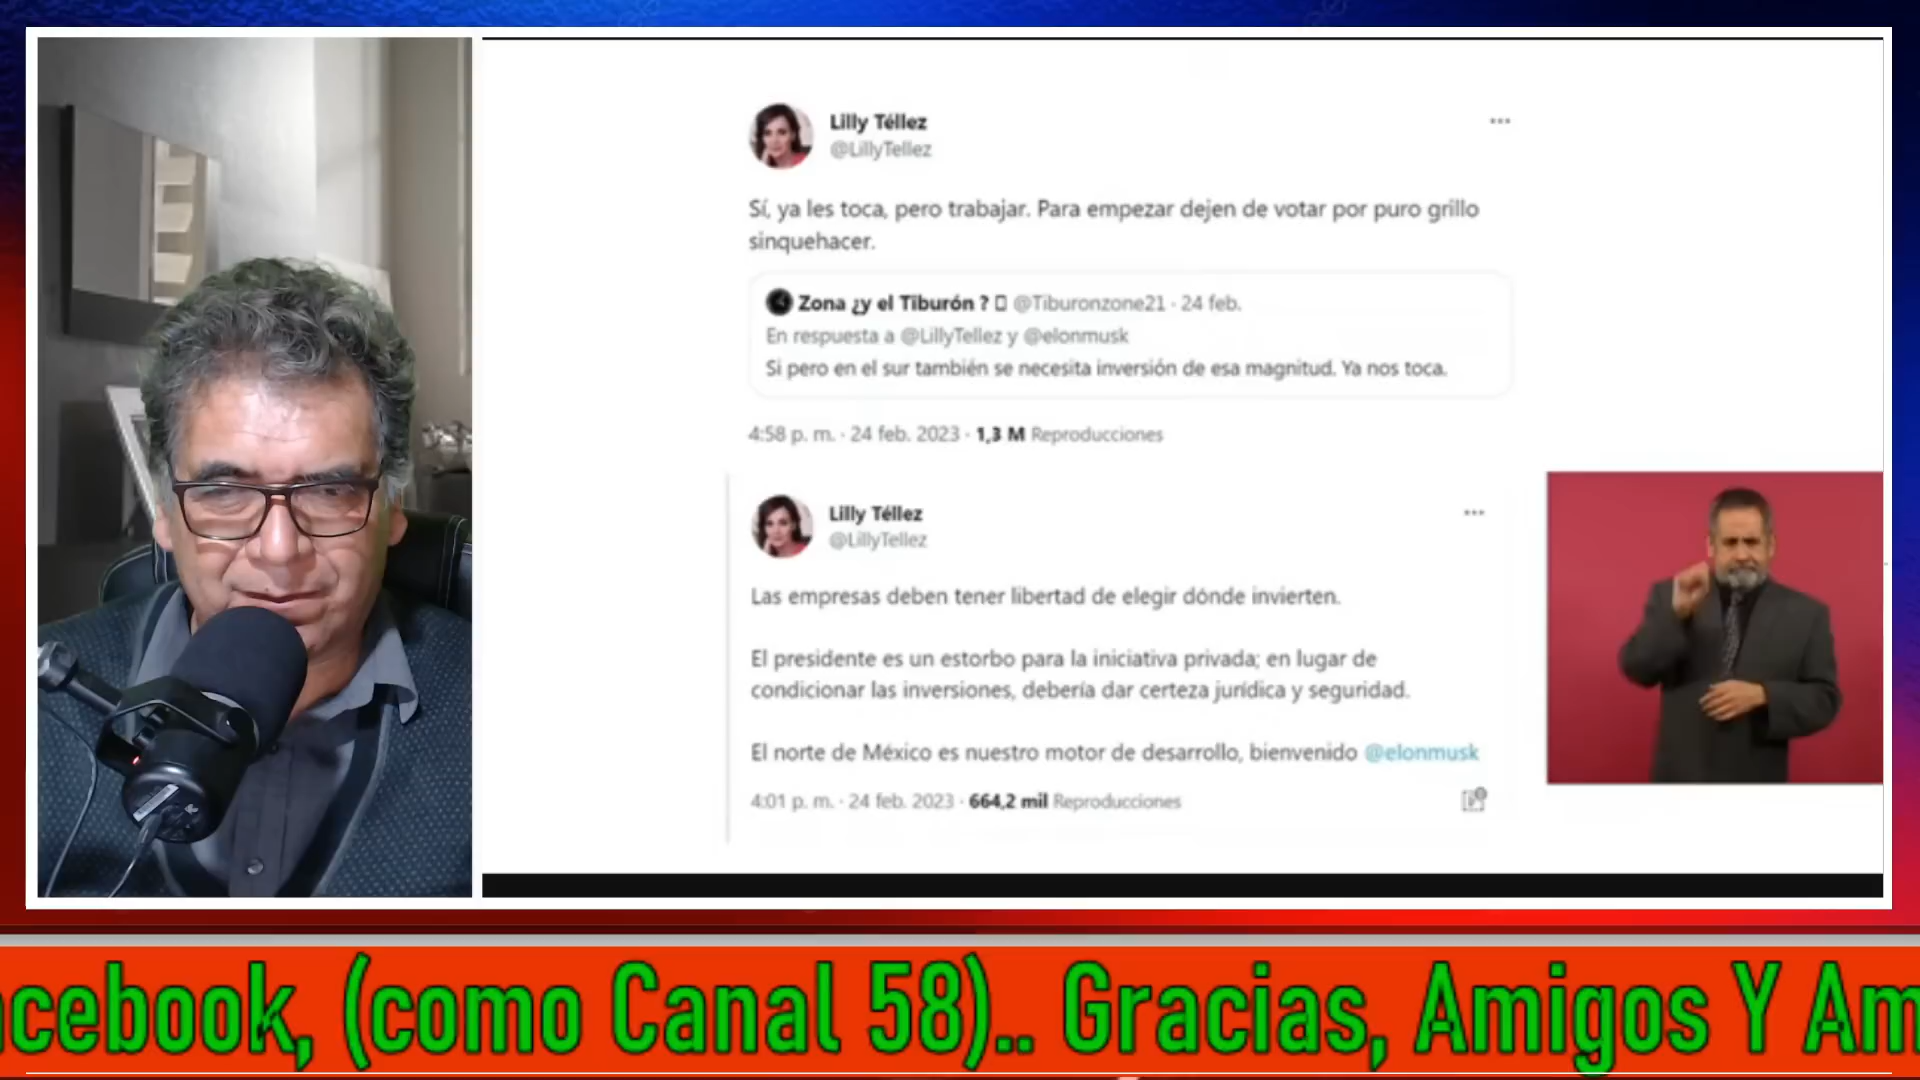 Lilly Téllez
@LillyTellez
Sí, ya les toca, pero trabajar. Para empezar dejen de votar por puro grillo
sinquehacer.
Zona ¿y el Tiburón ? @Tiburonzone21 · 24 feb.
En respuesta a @LillyTellez y @elonmusk
Si pero en el sur también se necesita inversión de esa magnitud. Ya nos toca.
4:58 p. m. · 24 feb. 2023 · 1,3 M Reproducciones
Lilly Téllez
@LillyTellez
Las empresas deben tener libertad de elegir dónde invierten.
El presidente es un estorbo para la iniciativa privada; en lugar de
condicionar las inversiones, debería dar certeza jurídica y seguridad.
El norte de México es nuestro motor de desarrollo, bienvenido @elonmusk
4:01 p. m. · 24 feb. 2023 · 664,2 mil Reproducciones
acebook, (como Canal 58).. Gracias, Amigos Y Am